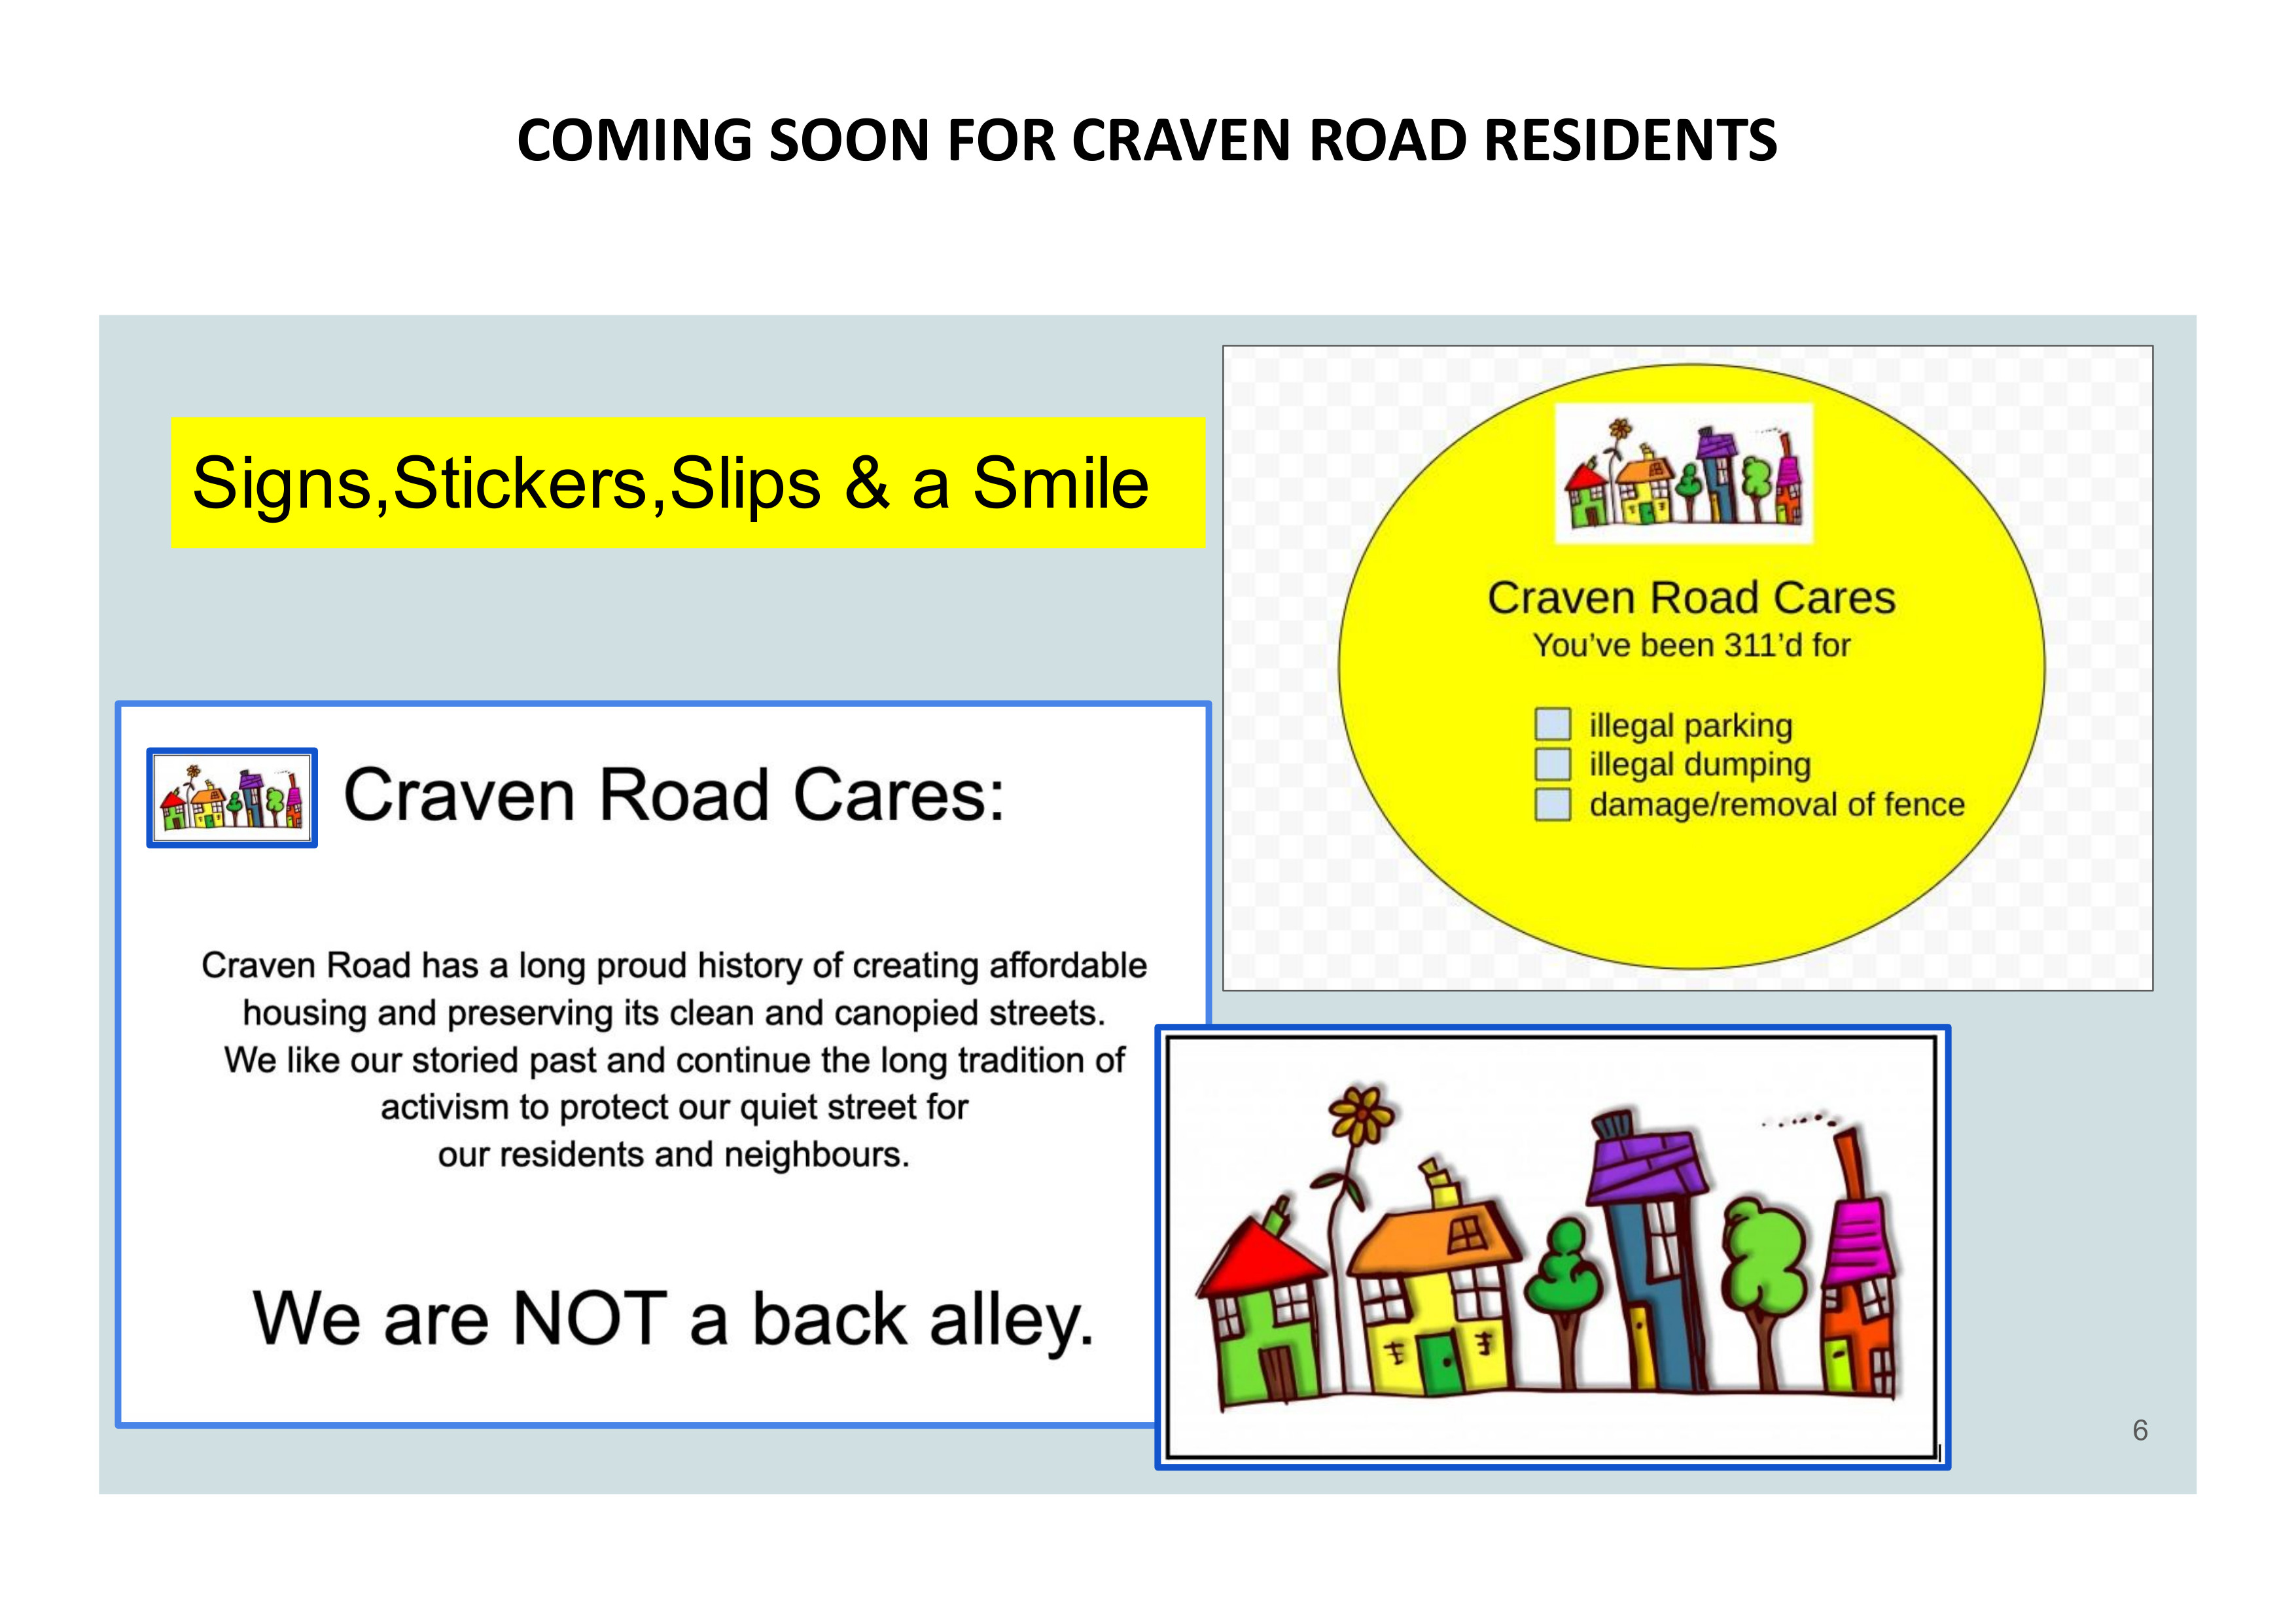 COMING SOON FOR CRAVEN ROAD RESIDENTS
Signs,Stickers,Slips & a Smile
Craven Road Cares
You've been 311'd for
illegal parking
illegal dumping
damage/removal of fence
Craven Road Cares:
Craven Road has a long proud history of creating affordable
housing and preserving its clean and canopied streets.
We like our storied past and continue the long tradition of
activism to protect our quiet street for
our residents and neighbours.
We are NOT a back alley.
6